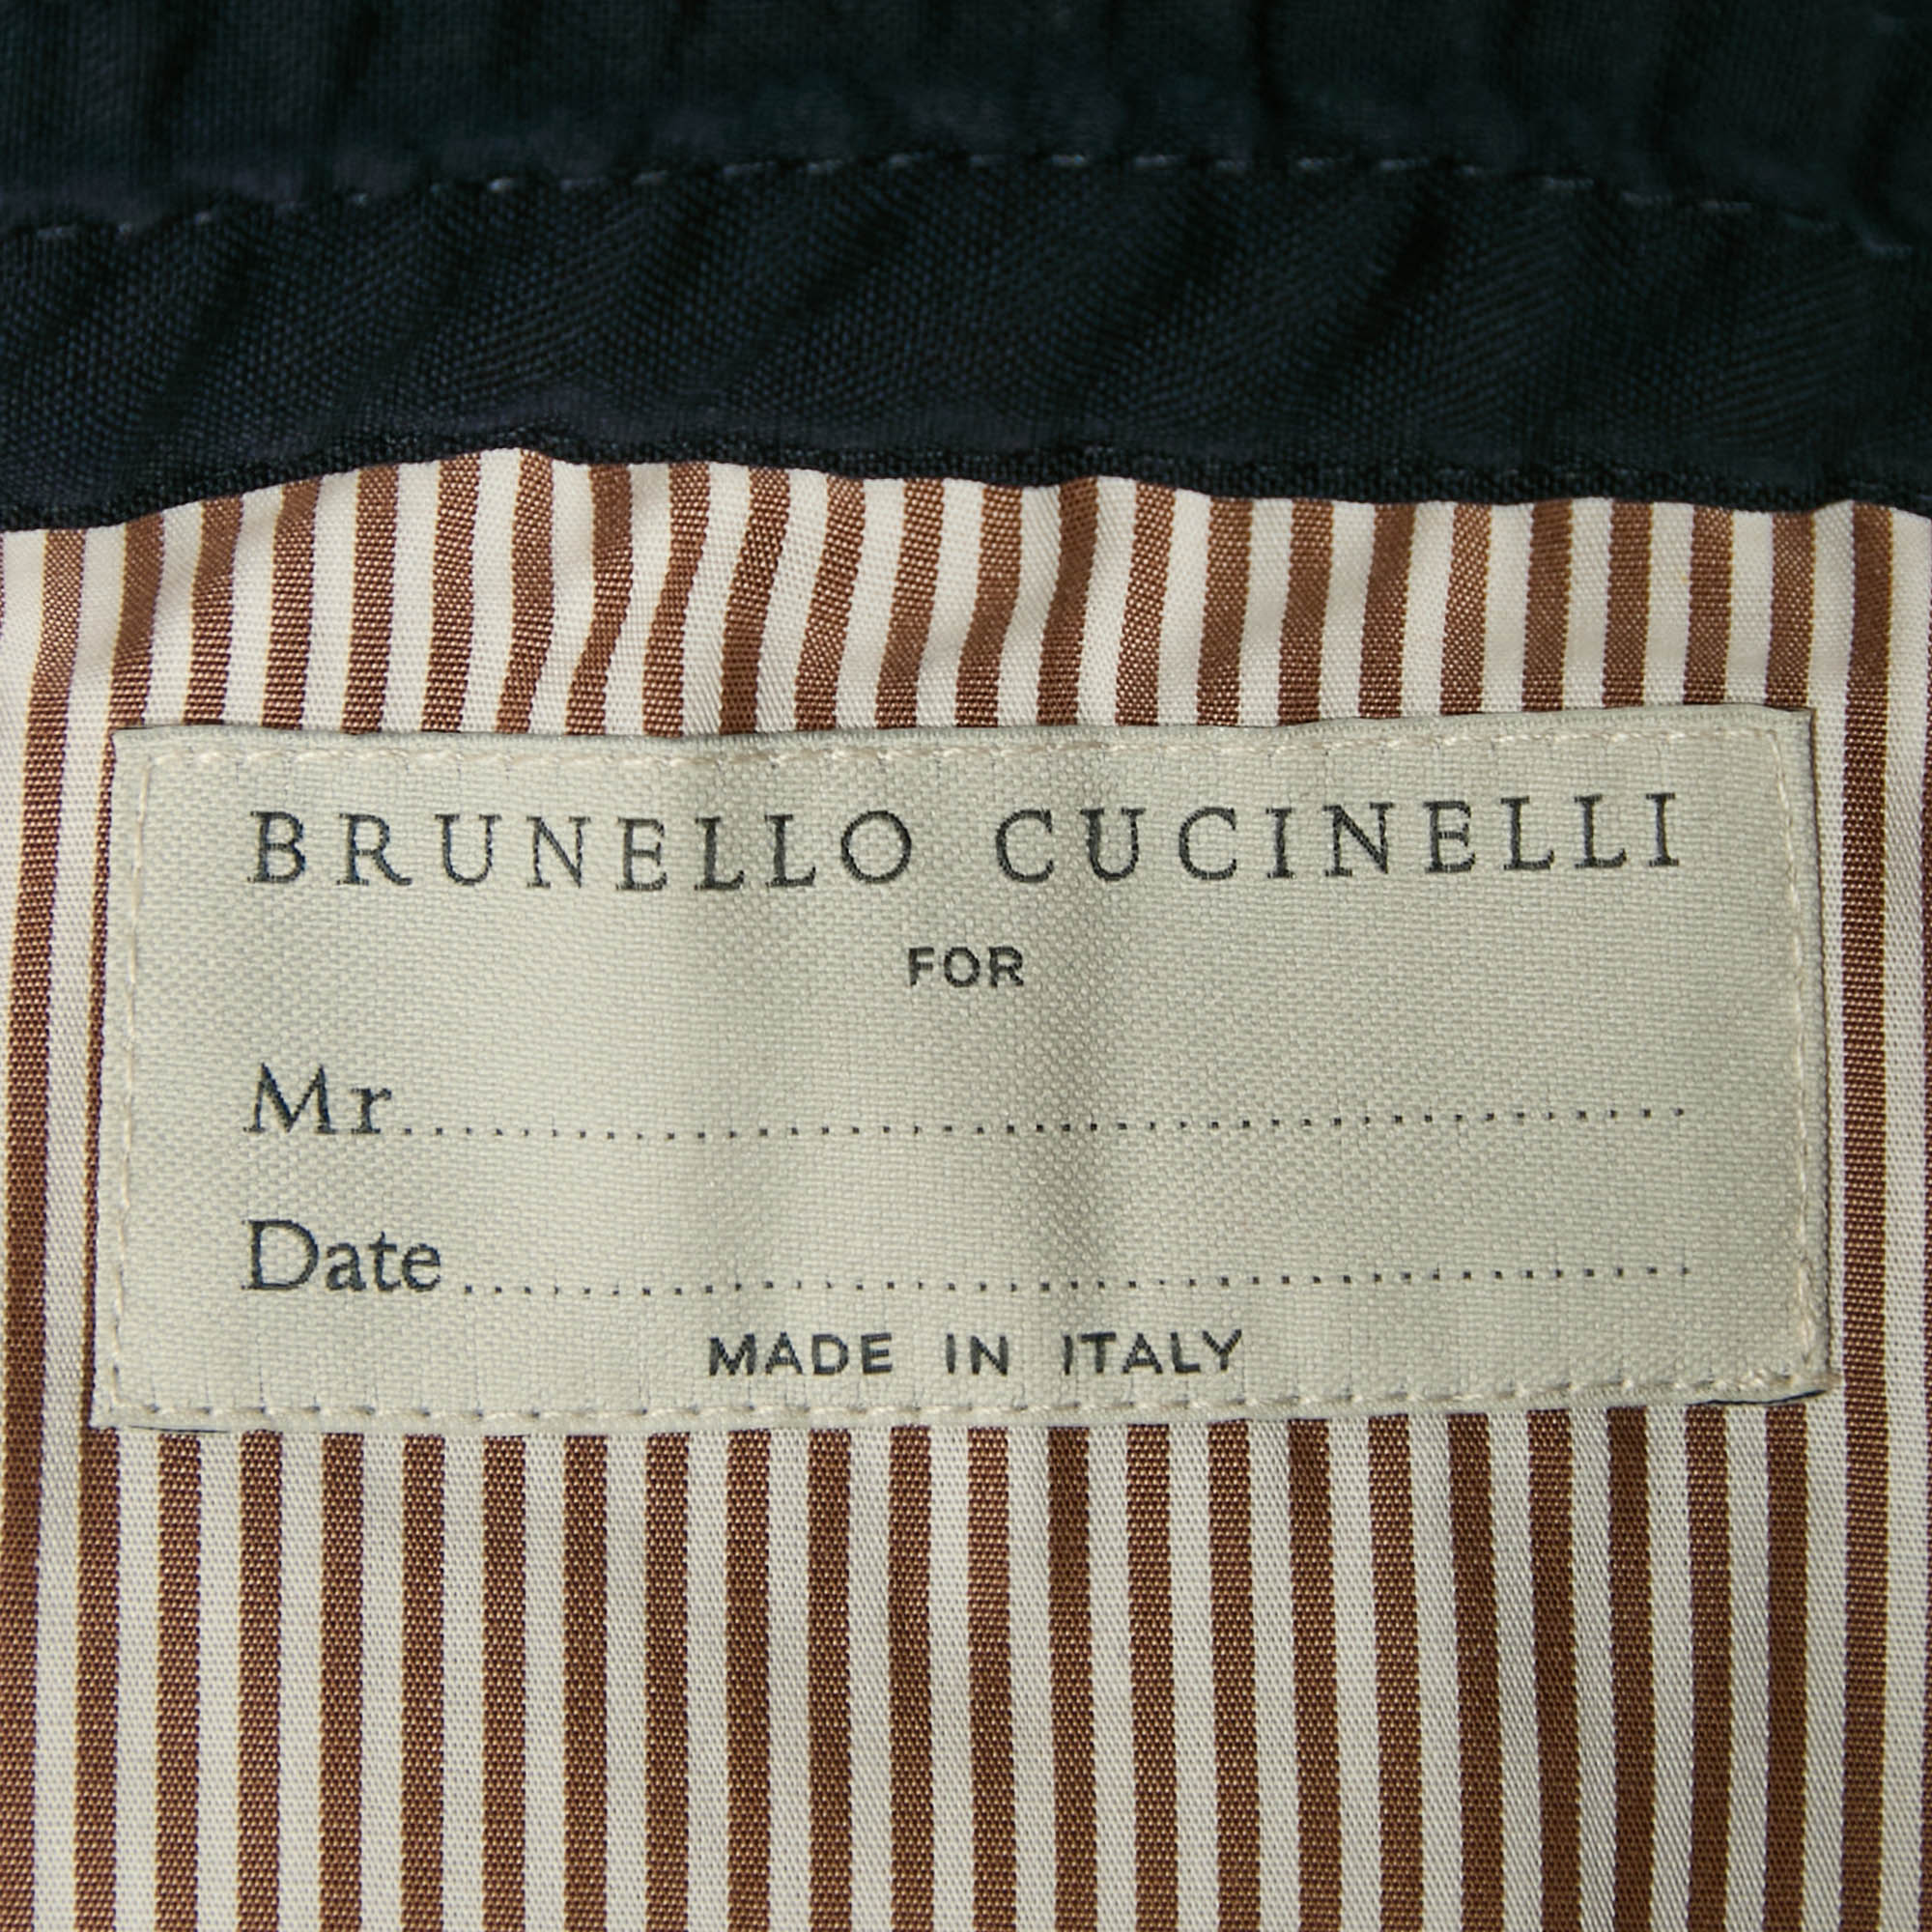 BRUNELLO CUCINELLI
FOR
Mr..........................................
Date........................................
MADE IN ITALY